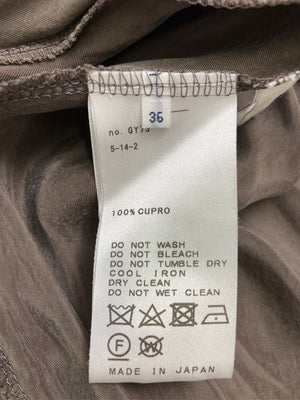 36
no. GY73
5-14-2
100% CUPRO
DO NOT WASH
DO NOT BLEACH
DO NOT TUMBLE DRY
COOL IRON
DRY CLEAN
DO NOT WET CLEAN
F W
MADE IN JAPAN